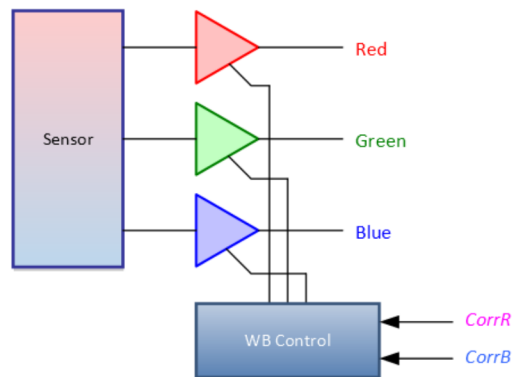 Red
Sensor
Green
Blue
WB Control
CorrR
CorrB